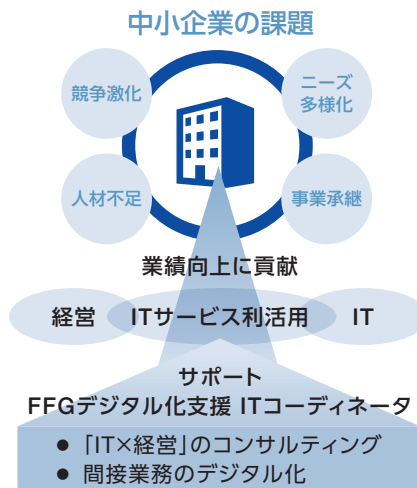 中小企業の課題
競争激化
ニーズ
多様化
人材不足
事業承継
業績向上に貢献
経営 ITサービス利活用 IT
サポート
FFGデジタル化支援 ITコーディネータ
● 「IT×経営」のコンサルティング
● 間接業務のデジタル化